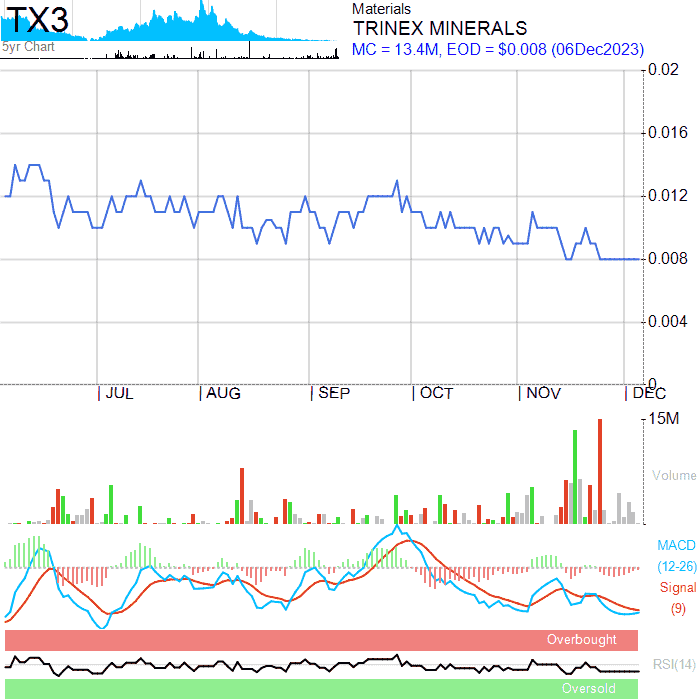 TX3
5yr Chart
Materials
TRINEX MINERALS
MC = 13.4M, EOD = $0.008 (06Dec2023)
0.02
0.016
0.012
0.008
0.004
0
JUL AUG SEP OCT NOV DEC
15M
Volume
MACD
(12-26)
Signal
(9)
Overbought
RSI(14)
Oversold